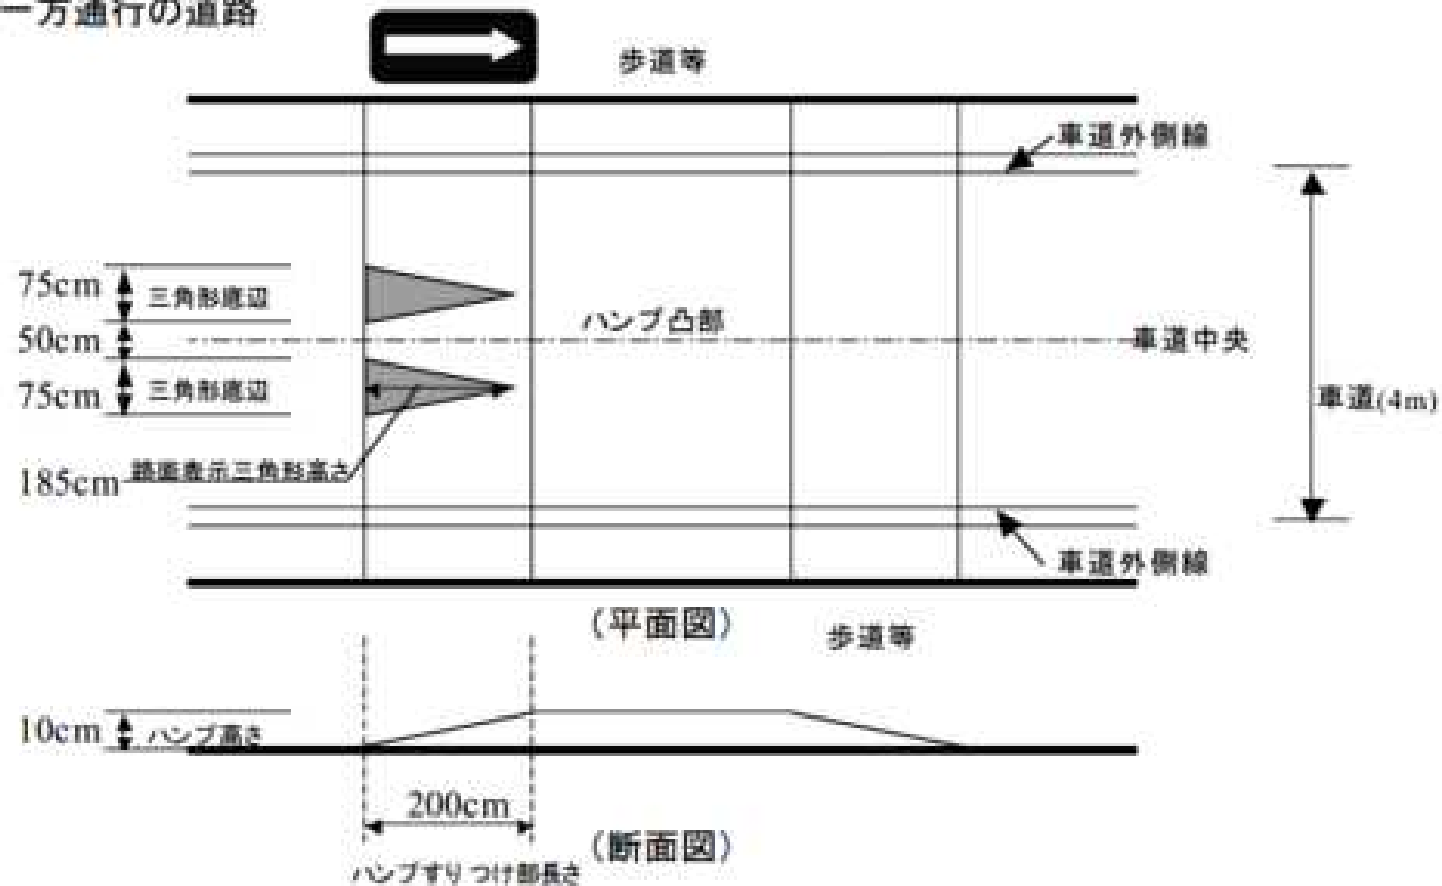 一方通行の道路
歩道等
車道外側線
75cm
三角形底辺
50cm
ハンプ凸部
車道中央
75cm
三角形底辺
車道(4m)
185cm
路面表示三角形高さ
車道外側線
(平面図)
歩道等
10cm
ハンプ高さ
200cm
(断面図)
ハンプすりつけ部長さ